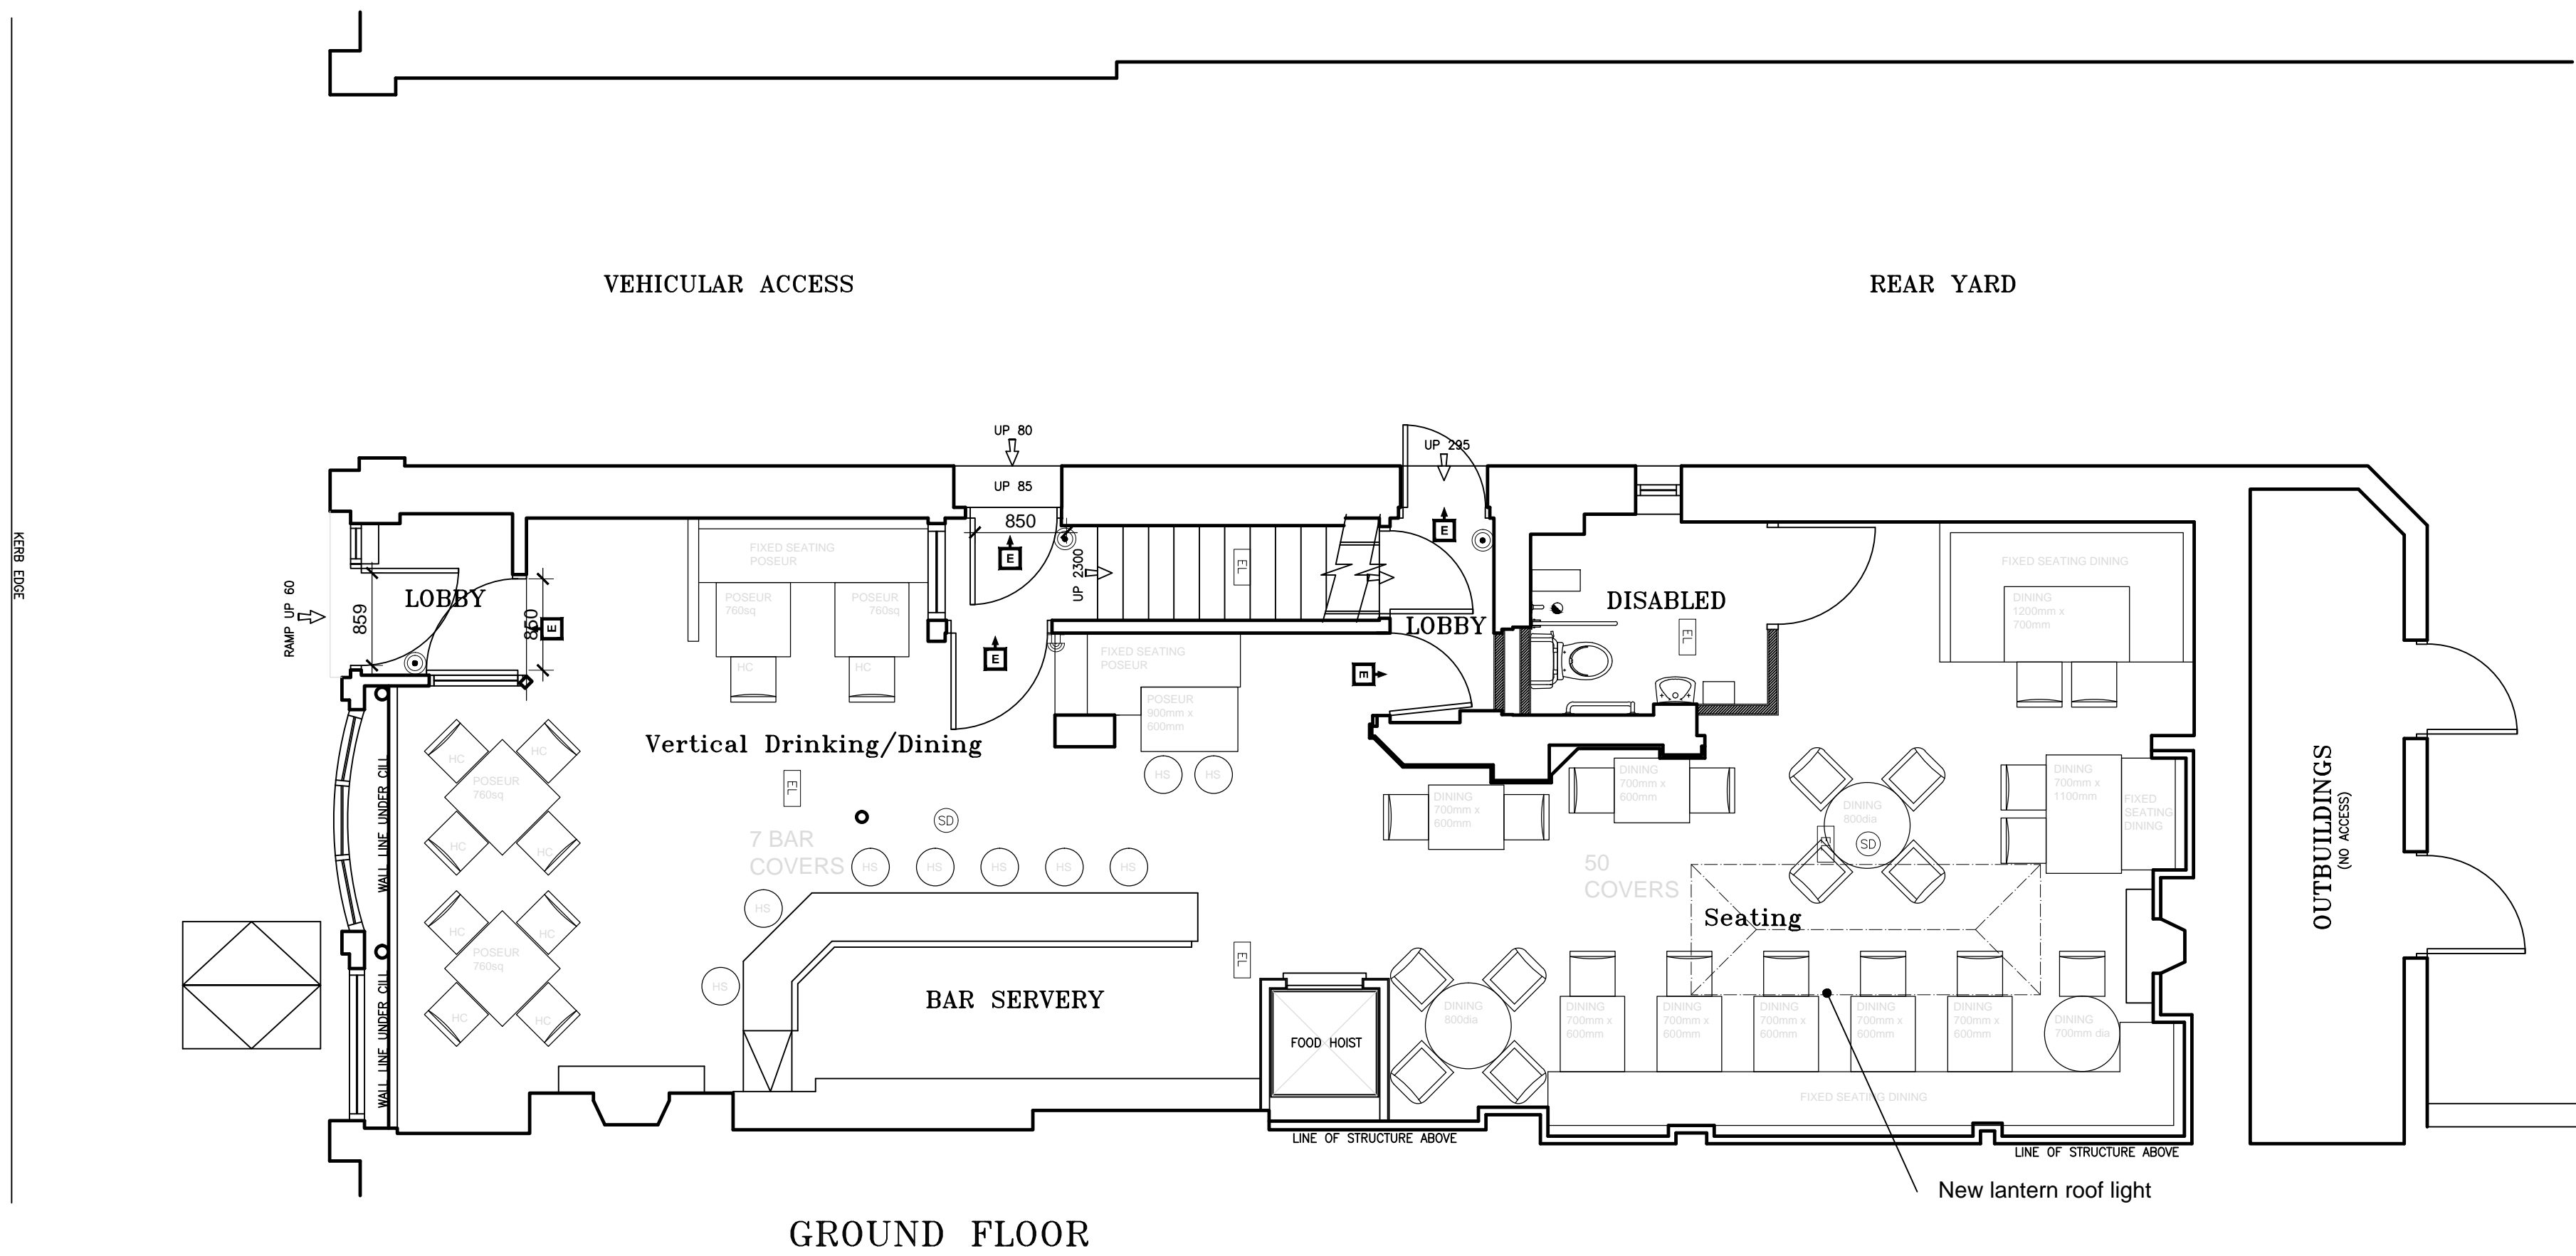 VEHICULAR ACCESS
REAR YARD
KERB EDGE
UP 80
UP 85
850
UP 295
E
E
E
E
E
E
RAMP UP 60
859
LOBBY
850
FIXED SEATING
POSEUR
POSEUR
760sq
POSEUR
760sq
HC
HC
UP 2300
EL
LOBBY
DISABLED
EL
FIXED SEATING DINING
DINING
1200mm x
700mm
FIXED SEATING
POSEUR
POSEUR
900mm x
600mm
HS
HS
Vertical Drinking/Dining
EL
SD
7 BAR
COVERS
HS
HS
HS
HS
HS
HS
HS
WALL LINE UNDER CILL
WALL LINE UNDER CILL
HC
HC
POSEUR
760sq
HC
HC
HC
HC
POSEUR
760sq
HC
HC
BAR SERVERY
EL
FOOD HOIST
DINING
700mm x
600mm
DINING
700mm x
600mm
DINING
800dia
EL
SD
DINING
700mm x
1100mm
FIXED
SEATING
DINING
50
COVERS
Seating
DINING
800dia
DINING
700mm x
600mm
DINING
700mm x
600mm
DINING
700mm x
600mm
DINING
700mm x
600mm
DINING
700mm x
600mm
DINING
700mm dia
FIXED SEATING DINING
OUTBUILDINGS
(NO ACCESS)
LINE OF STRUCTURE ABOVE
LINE OF STRUCTURE ABOVE
New lantern roof light
GROUND FLOOR